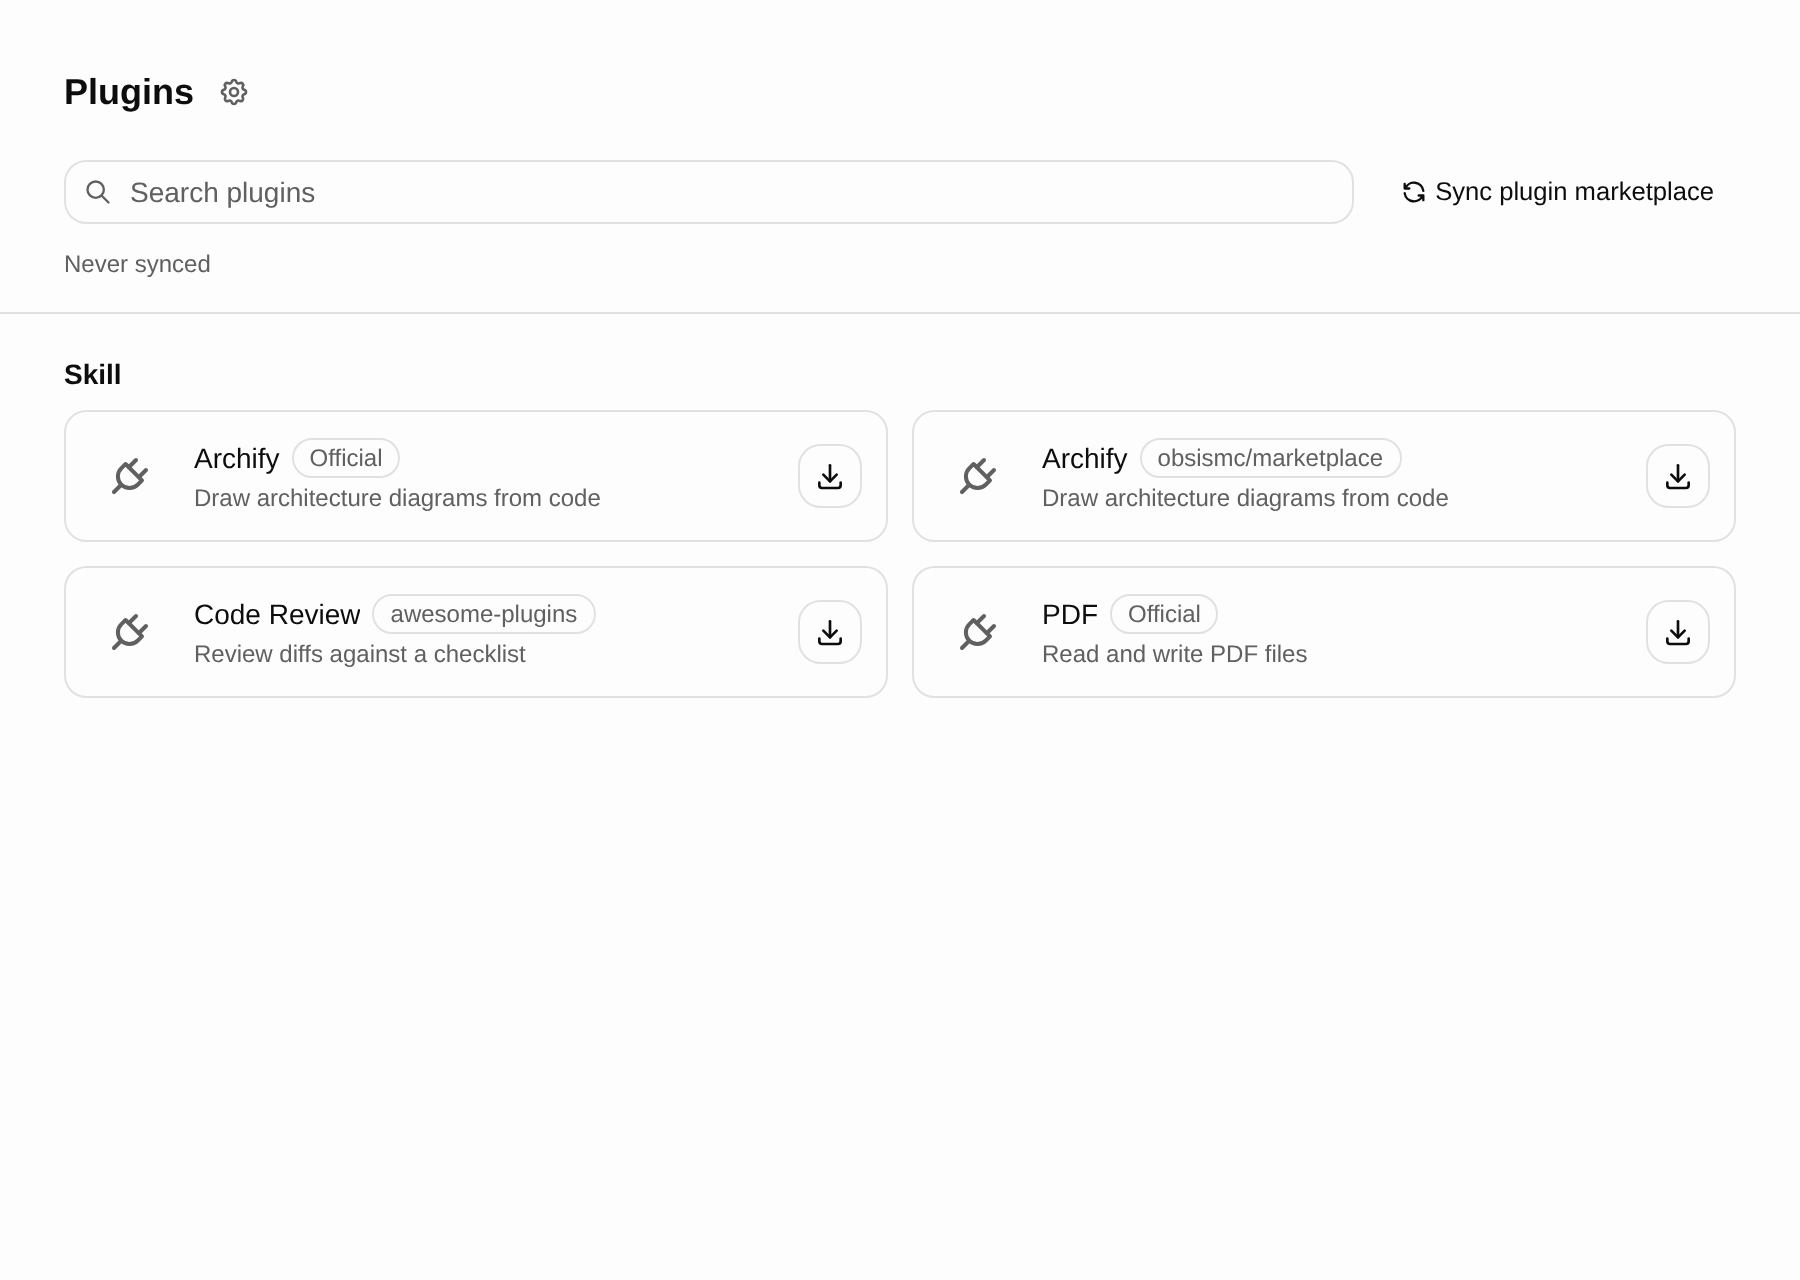 Plugins
Search plugins
Sync plugin marketplace
Never synced
Skill
Archify Official
Draw architecture diagrams from code
Archify obsismc/marketplace
Draw architecture diagrams from code
Code Review awesome-plugins
Review diffs against a checklist
PDF Official
Read and write PDF files